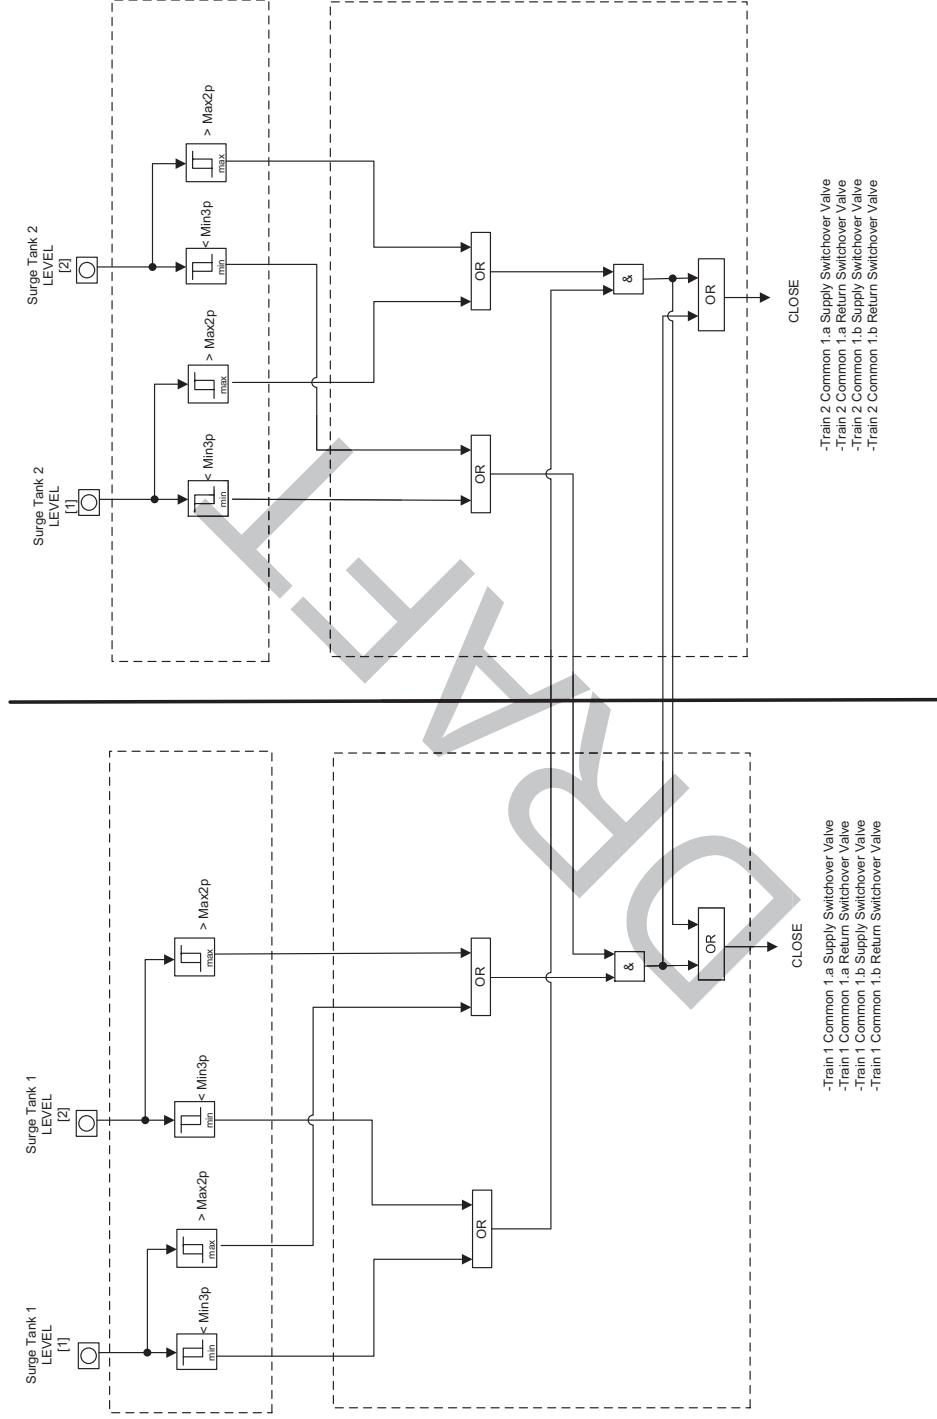 Surge Tank 1
LEVEL
[1]
Surge Tank 1
LEVEL
[2]
Surge Tank 2
LEVEL
[1]
Surge Tank 2
LEVEL
[2]
min
< Min3p
max
> Max2p
min
< Min3p
max
> Max2p
min
< Min3p
max
> Max2p
min
< Min3p
max
> Max2p
OR
OR
OR
OR
&
&
OR
OR
CLOSE
CLOSE
-Train 1 Common 1.a Supply Switchover Valve
-Train 1 Common 1.a Return Switchover Valve
-Train 1 Common 1.b Supply Switchover Valve
-Train 1 Common 1.b Return Switchover Valve
-Train 2 Common 1.a Supply Switchover Valve
-Train 2 Common 1.a Return Switchover Valve
-Train 2 Common 1.b Supply Switchover Valve
-Train 2 Common 1.b Return Switchover Valve
DRAFT